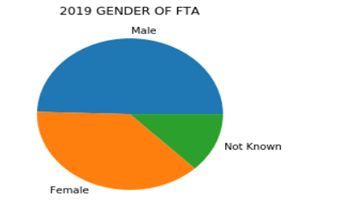 2019 GENDER OF FTA
Male
Not Known
Female